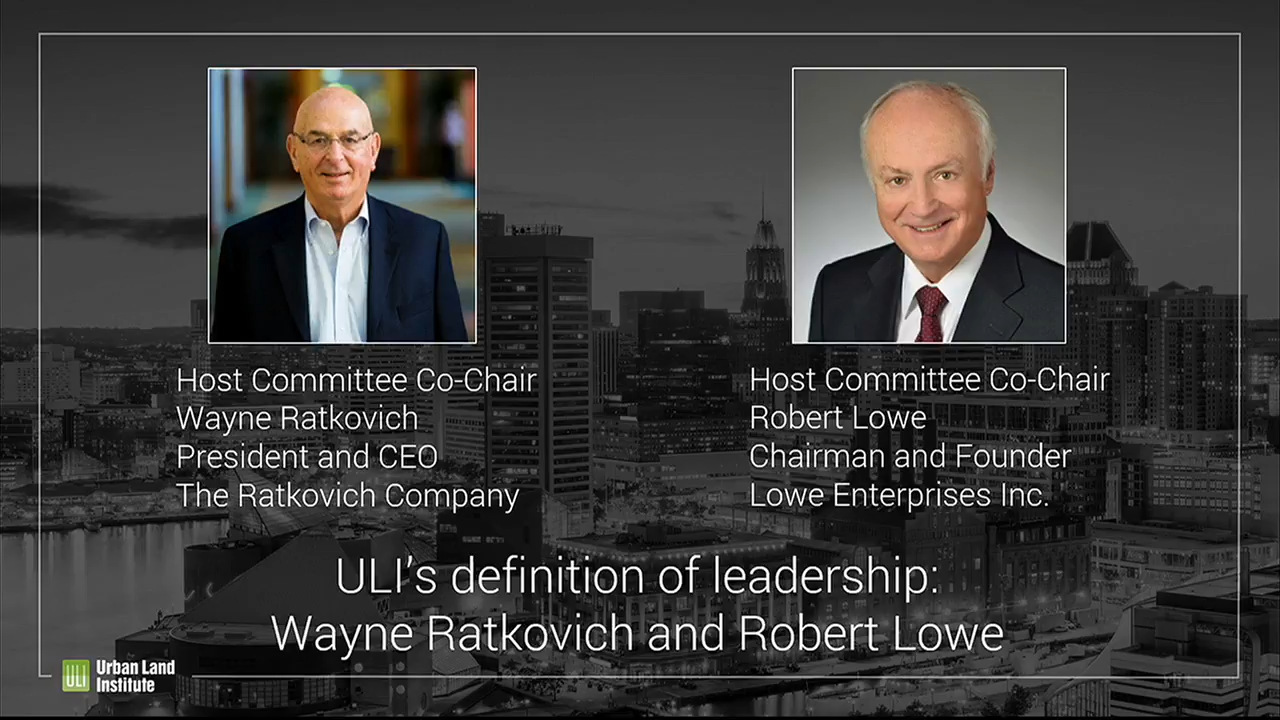 Host Committee Co-Chair
Wayne Ratkovich
President and CEO
The Ratkovich Company
Host Committee Co-Chair
Robert Lowe
Chairman and Founder
Lowe Enterprises Inc.
ULI's definition of leadership:
Wayne Ratkovich and Robert Lowe
ULI Urban Land
Institute